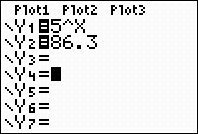 Plot1 Plot2 Plot3
\Y1=5^X
\Y2=86.3
\Y3=
\Y4=
\Y5=
\Y6=
\Y7=